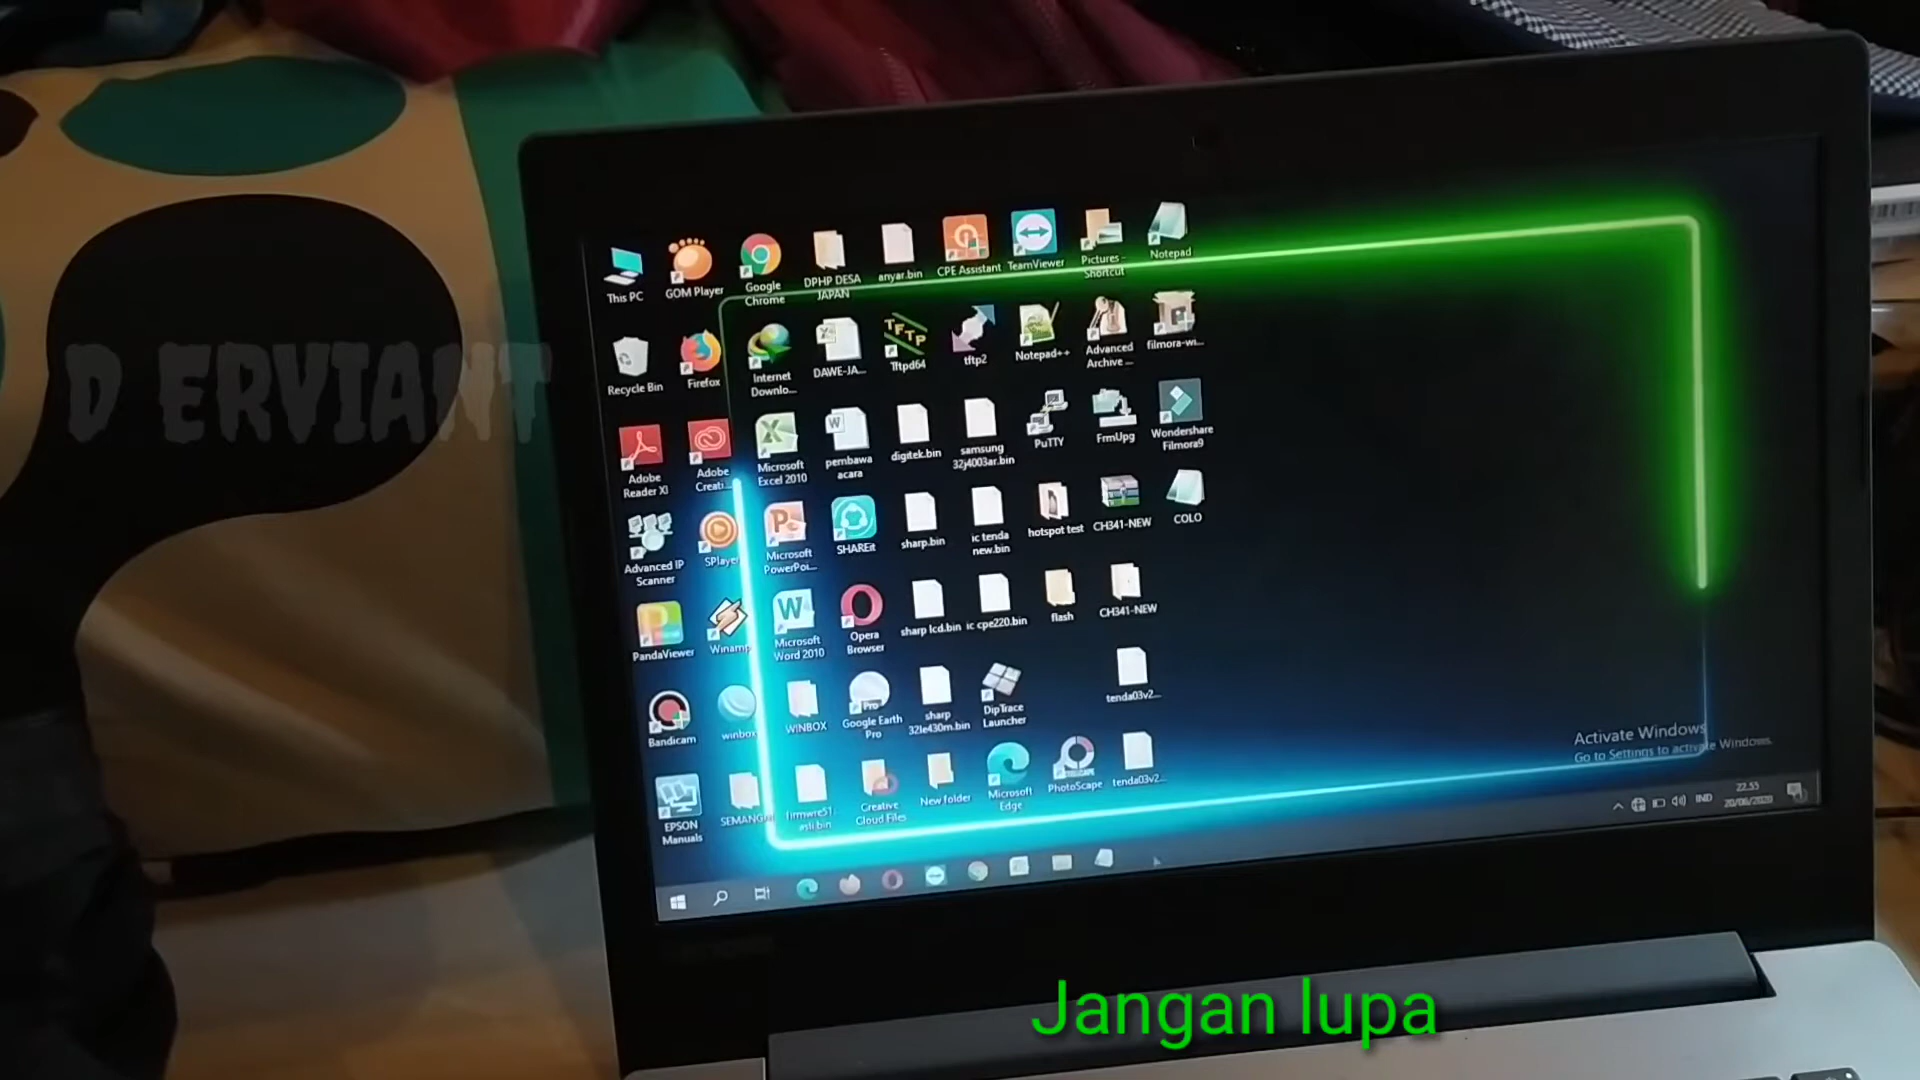 This PC
GOM Player
Google
Chrome
DPHP DESA
JAPAN
anyar.bin
CPE Assistant
TeamViewer
Pictures -
Shortcut
Notepad
Recycle Bin
Firefox
Internet
Downlo...
DAWE-JA...
TFTP
Tftpd64
tftp2
Notepad++
Advanced
Archive ...
filmora-wi...
D ERVIANT
Adobe
Reader XI
Adobe
Creati...
Microsoft
Excel 2010
pembawa
acara
digitek.bin
samsung
32j4003ar.bin
PuTTY
FrmUpg
Wondershare
Filmora9
Advanced IP
Scanner
SPlayer
Microsoft
PowerPoi...
SHAREit
sharp.bin
ic tenda
new.bin
hotspot test
CH341-NEW
COLO
PandaViewer
Winamp
Microsoft
Word 2010
Opera
Browser
sharp lcd.bin
ic cpe220.bin
flash
CH341-NEW
Bandicam
winbox
WINBOX
Pro
Google Earth
Pro
sharp
32le430m.bin
DipTrace
Launcher
tenda03v2...
EPSON
Manuals
Creative
Cloud Files
New folder
Microsoft
Edge
PhotoScape
tenda03v2...
Activate Windows
Go to Settings to activate Windows.
IND
22.55
20/06/2020
Jangan lupa